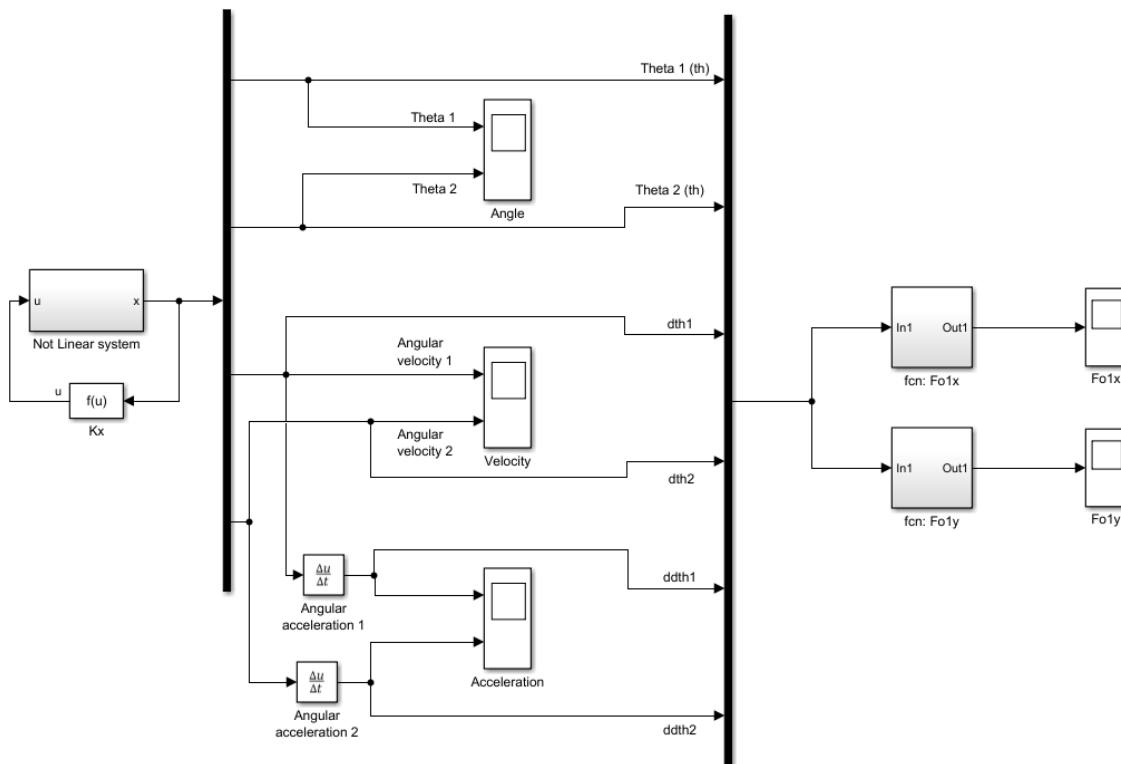 Theta 1 (th)
Theta 1
Theta 2
Angle
Theta 2 (th)
u
x
Not Linear system
u
f(u)
Kx
dth1
Angular
velocity 1
Angular
velocity 2
Velocity
dth2
In1
Out1
fcn: Fo1x
Fo1x
In1
Out1
fcn: Fo1y
Fo1y
Δu
Δt
Angular
acceleration 1
ddth1
Acceleration
Δu
Δt
Angular
acceleration 2
ddth2